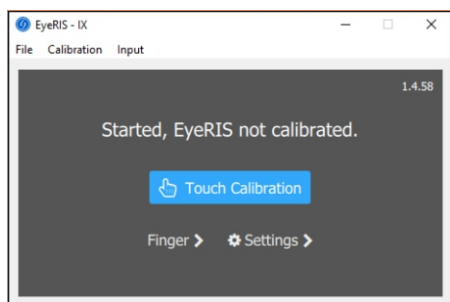 EyeRIS - IX
File Calibration Input
1.4.58
Started, EyeRIS not calibrated.
Touch Calibration
Finger Settings